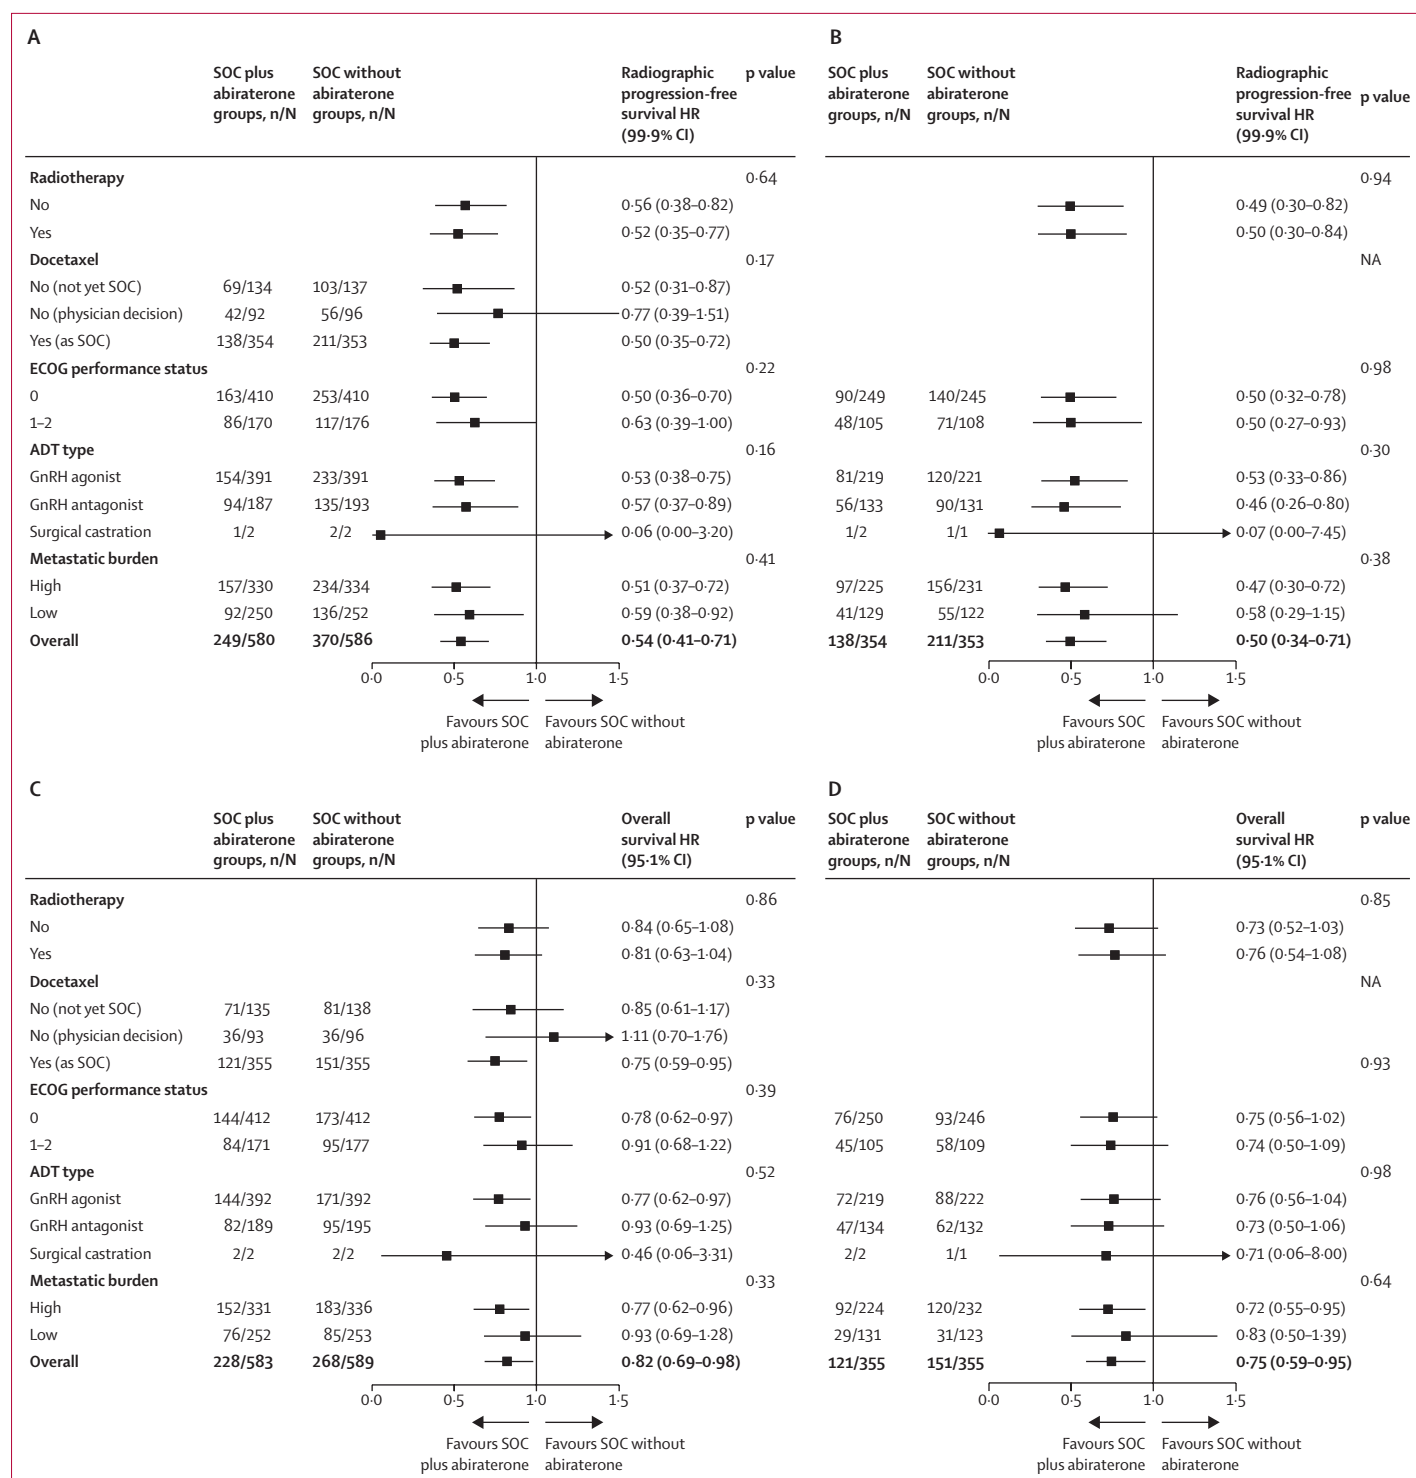 A
SOC plus abiraterone groups, n/N SOC without abiraterone groups, n/N Radiographic progression-free survival HR (99·9% CI) p value
Radiotherapy 0·64
No 0·56 (0·38–0·82)
Yes 0·52 (0·35–0·77)
Docetaxel 0·17
No (not yet SOC) 69/134 103/137 0·52 (0·31–0·87)
No (physician decision) 42/92 56/96 0·77 (0·39–1·51)
Yes (as SOC) 138/354 211/353 0·50 (0·35–0·72)
ECOG performance status 0·22
0 163/410 253/410 0·50 (0·36–0·70)
1–2 86/170 117/176 0·63 (0·39–1·00)
ADT type 0·16
GnRH agonist 154/391 233/391 0·53 (0·38–0·75)
GnRH antagonist 94/187 135/193 0·57 (0·37–0·89)
Surgical castration 1/2 2/2 0·06 (0·00–3·20)
Metastatic burden 0·41
High 157/330 234/334 0·51 (0·37–0·72)
Low 92/250 136/252 0·59 (0·38–0·92)
Overall 249/580 370/586 0·54 (0·41–0·71)
0·0 0·5 1·0 1·5
Favours SOC plus abiraterone Favours SOC without abiraterone
B
SOC plus abiraterone groups, n/N SOC without abiraterone groups, n/N Radiographic progression-free survival HR (99·9% CI) p value
0·94
0·49 (0·30–0·82)
0·50 (0·30–0·84)
NA
0·98
90/249 140/245 0·50 (0·32–0·78)
48/105 71/108 0·50 (0·27–0·93)
0·30
81/219 120/221 0·53 (0·33–0·86)
56/133 90/131 0·46 (0·26–0·80)
1/2 1/1 0·07 (0·00–7·45)
0·38
97/225 156/231 0·47 (0·30–0·72)
41/129 55/122 0·58 (0·29–1·15)
138/354 211/353 0·50 (0·34–0·71)
0·0 0·5 1·0 1·5
Favours SOC plus abiraterone Favours SOC without abiraterone
C
SOC plus abiraterone groups, n/N SOC without abiraterone groups, n/N Overall survival HR (95·1% CI) p value
Radiotherapy 0·86
No 0·84 (0·65–1·08)
Yes 0·81 (0·63–1·04)
Docetaxel 0·33
No (not yet SOC) 71/135 81/138 0·85 (0·61–1·17)
No (physician decision) 36/93 36/96 1·11 (0·70–1·76)
Yes (as SOC) 121/355 151/355 0·75 (0·59–0·95)
ECOG performance status 0·39
0 144/412 173/412 0·78 (0·62–0·97)
1–2 84/171 95/177 0·91 (0·68–1·22)
ADT type 0·52
GnRH agonist 144/392 171/392 0·77 (0·62–0·97)
GnRH antagonist 82/189 95/195 0·93 (0·69–1·25)
Surgical castration 2/2 2/2 0·46 (0·06–3·31)
Metastatic burden 0·33
High 152/331 183/336 0·77 (0·62–0·96)
Low 76/252 85/253 0·93 (0·69–1·28)
Overall 228/583 268/589 0·82 (0·69–0·98)
0·0 0·5 1·0 1·5
Favours SOC plus abiraterone Favours SOC without abiraterone
D
SOC plus abiraterone groups, n/N SOC without abiraterone groups, n/N Overall survival HR (95·1% CI) p value
0·85
0·73 (0·52–1·03)
0·76 (0·54–1·08)
NA
0·93
76/250 93/246 0·75 (0·56–1·02)
45/105 58/109 0·74 (0·50–1·09)
0·98
72/219 88/222 0·76 (0·56–1·04)
47/134 62/132 0·73 (0·50–1·06)
2/2 1/1 0·71 (0·06–8·00)
0·64
92/224 120/232 0·72 (0·55–0·95)
29/131 31/123 0·83 (0·50–1·39)
121/355 151/355 0·75 (0·59–0·95)
0·0 0·5 1·0 1·5
Favours SOC plus abiraterone Favours SOC without abiraterone